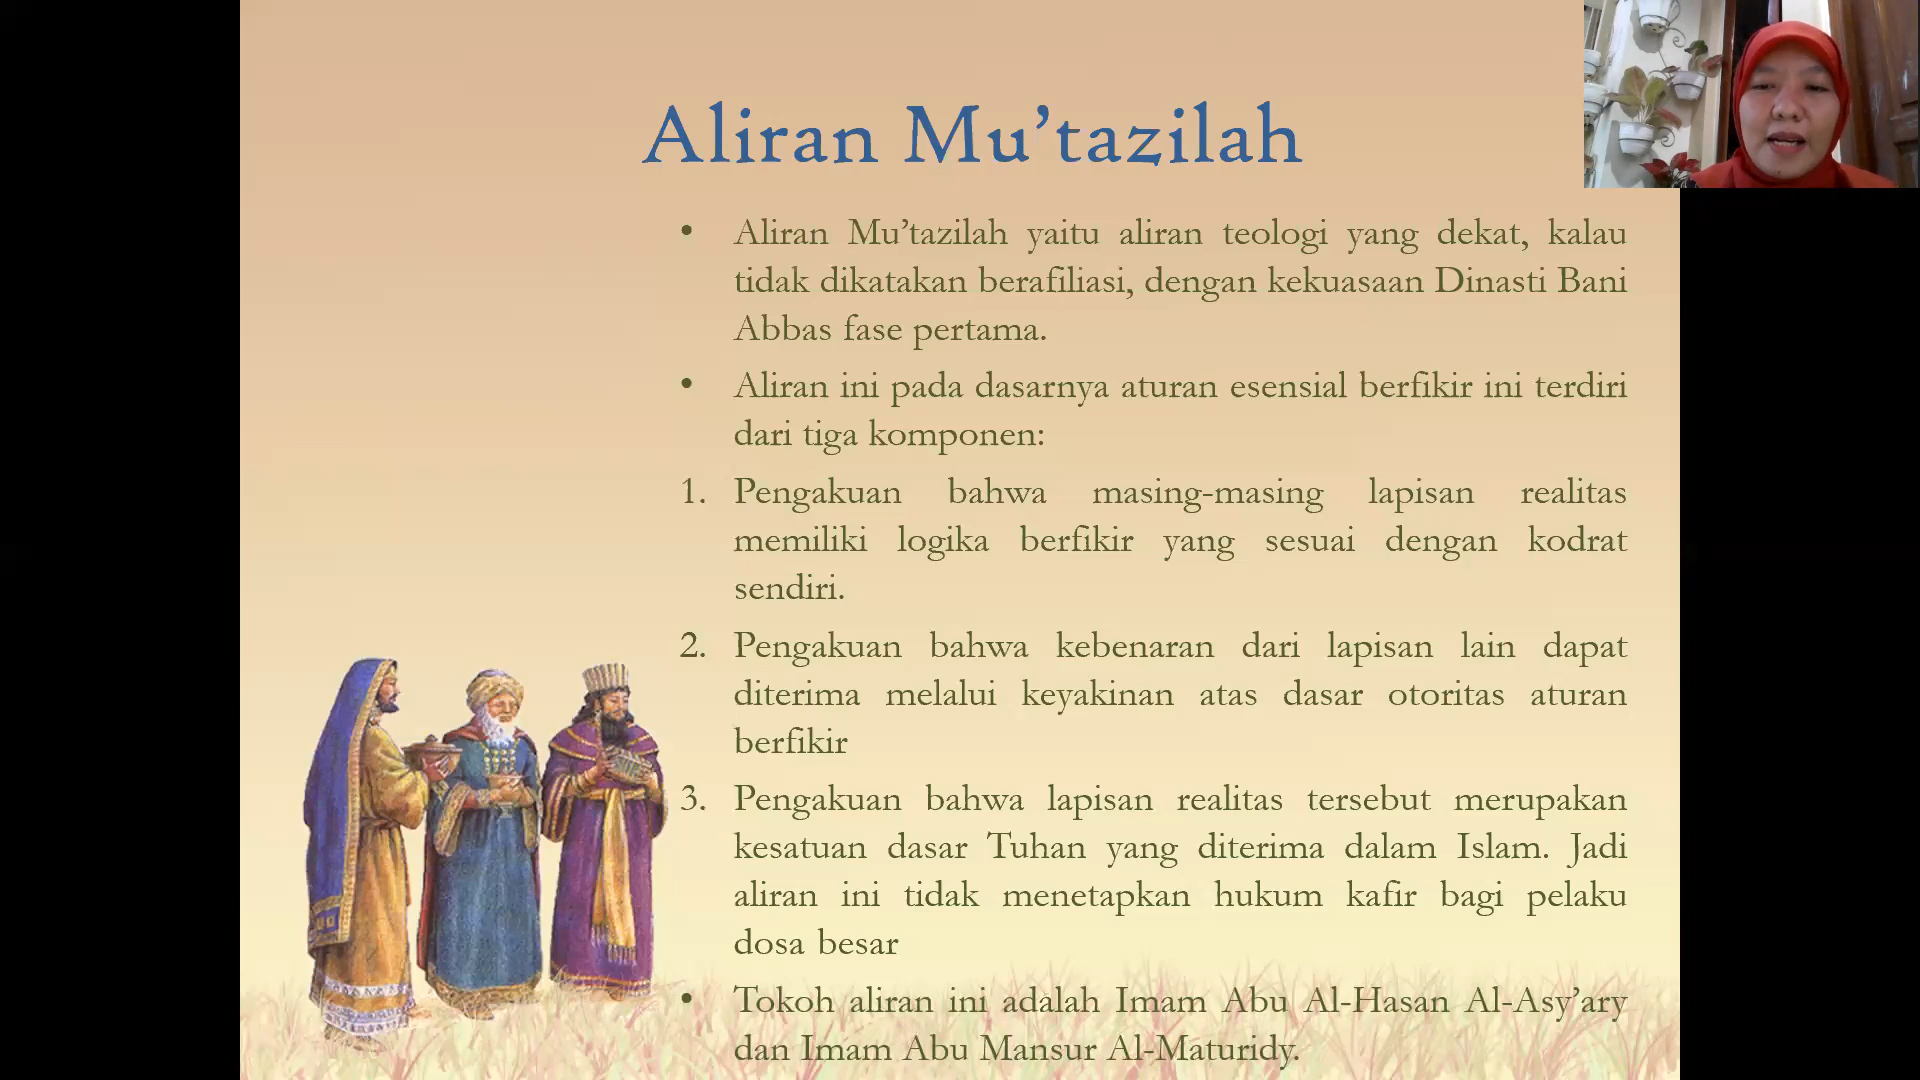 Aliran Mu’tazilah
• Aliran Mu’tazilah yaitu aliran teologi yang dekat, kalau
tidak dikatakan berafiliasi, dengan kekuasaan Dinasti Bani
Abbas fase pertama.
• Aliran ini pada dasarnya aturan esensial berfikir ini terdiri
dari tiga komponen:
1. Pengakuan bahwa masing-masing lapisan realitas
memiliki logika berfikir yang sesuai dengan kodrat
sendiri.
2. Pengakuan bahwa kebenaran dari lapisan lain dapat
diterima melalui keyakinan atas dasar otoritas aturan
berfikir
3. Pengakuan bahwa lapisan realitas tersebut merupakan
kesatuan dasar Tuhan yang diterima dalam Islam. Jadi
aliran ini tidak menetapkan hukum kafir bagi pelaku
dosa besar
• Tokoh aliran ini adalah Imam Abu Al-Hasan Al-Asy’ary
dan Imam Abu Mansur Al-Maturidy.